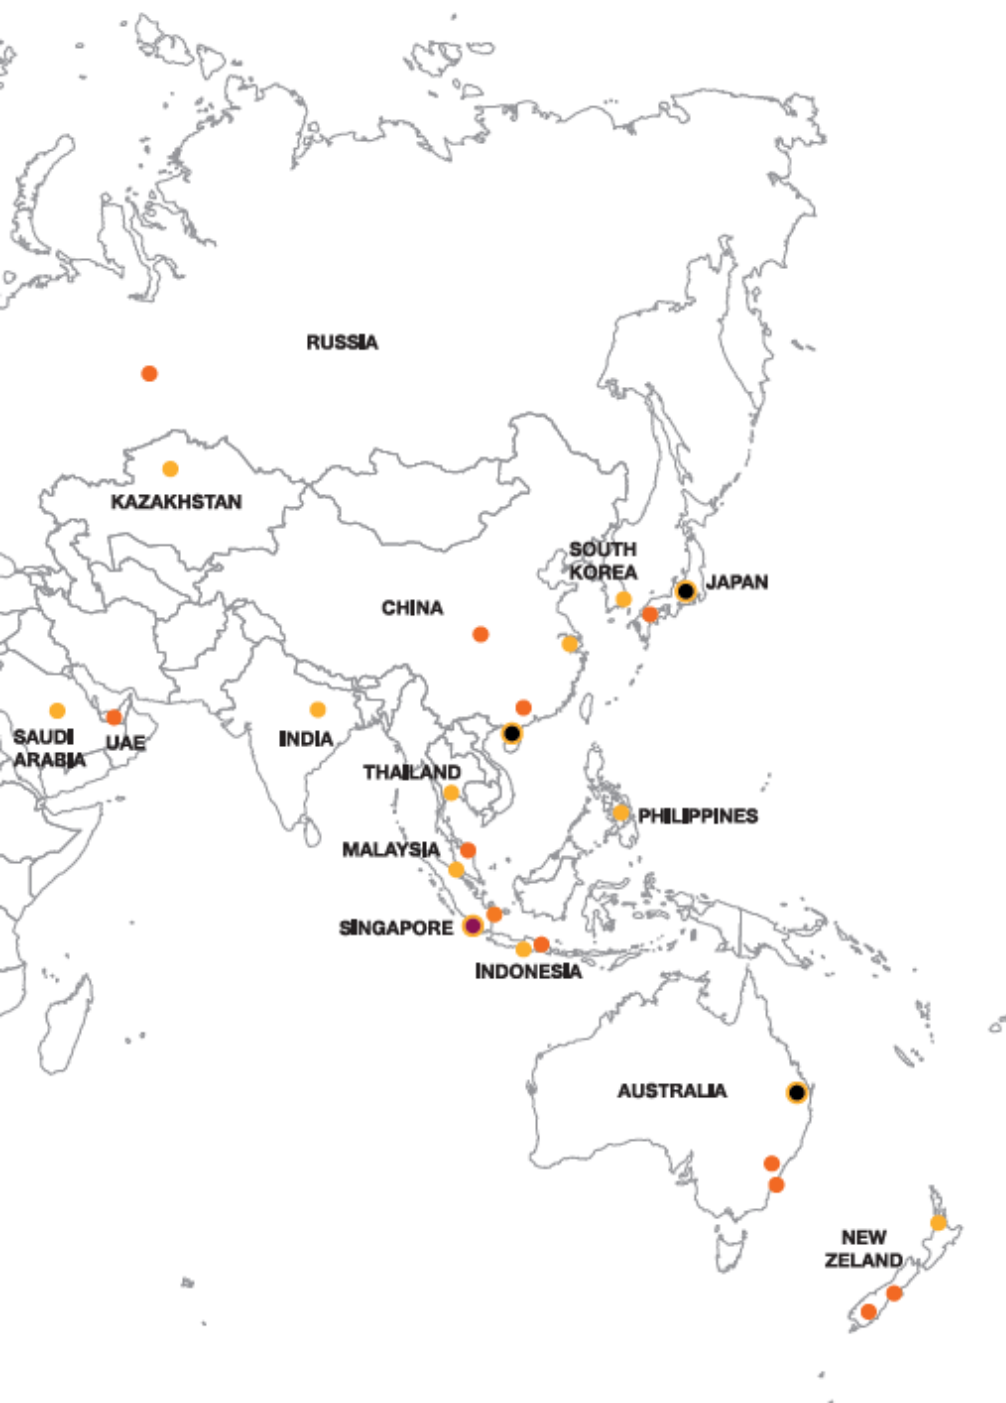 RUSSIA
KAZAKHSTAN
SOUTH
KOREA
JAPAN
CHINA
SAUDI
ARABIA
UAE
INDIA
THAILAND
PHILIPPINES
MALAYSIA
SINGAPORE
INDONESIA
AUSTRALIA
NEW
ZELAND